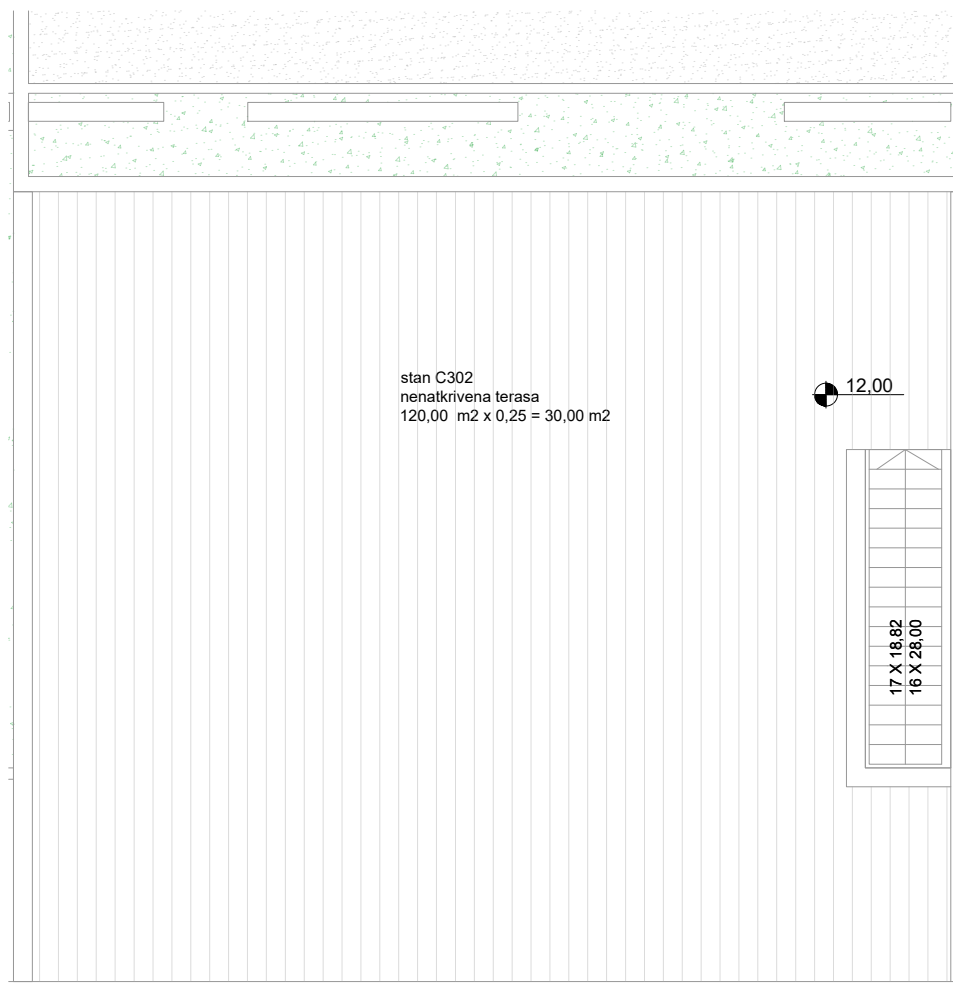 stan C302
nenatkrivena terasa
120,00  m2 x 0,25 = 30,00 m2
12,00
17 X 18,82
16 X 28,00